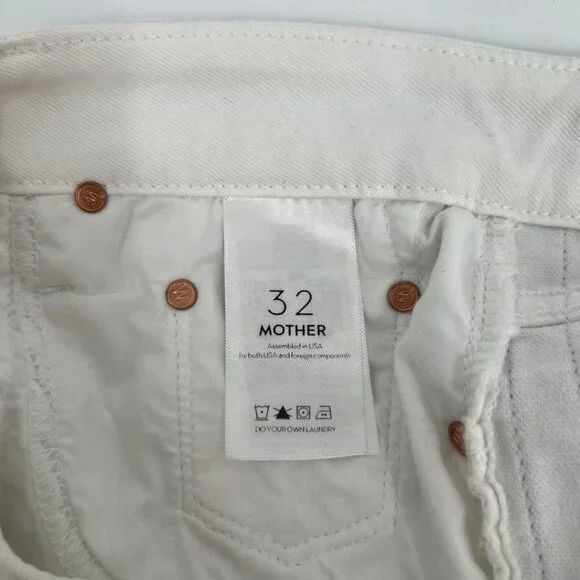 32
MOTHER
Assembled in USA
by both USA and foreign components
DO YOUR OWN LAUNDRY